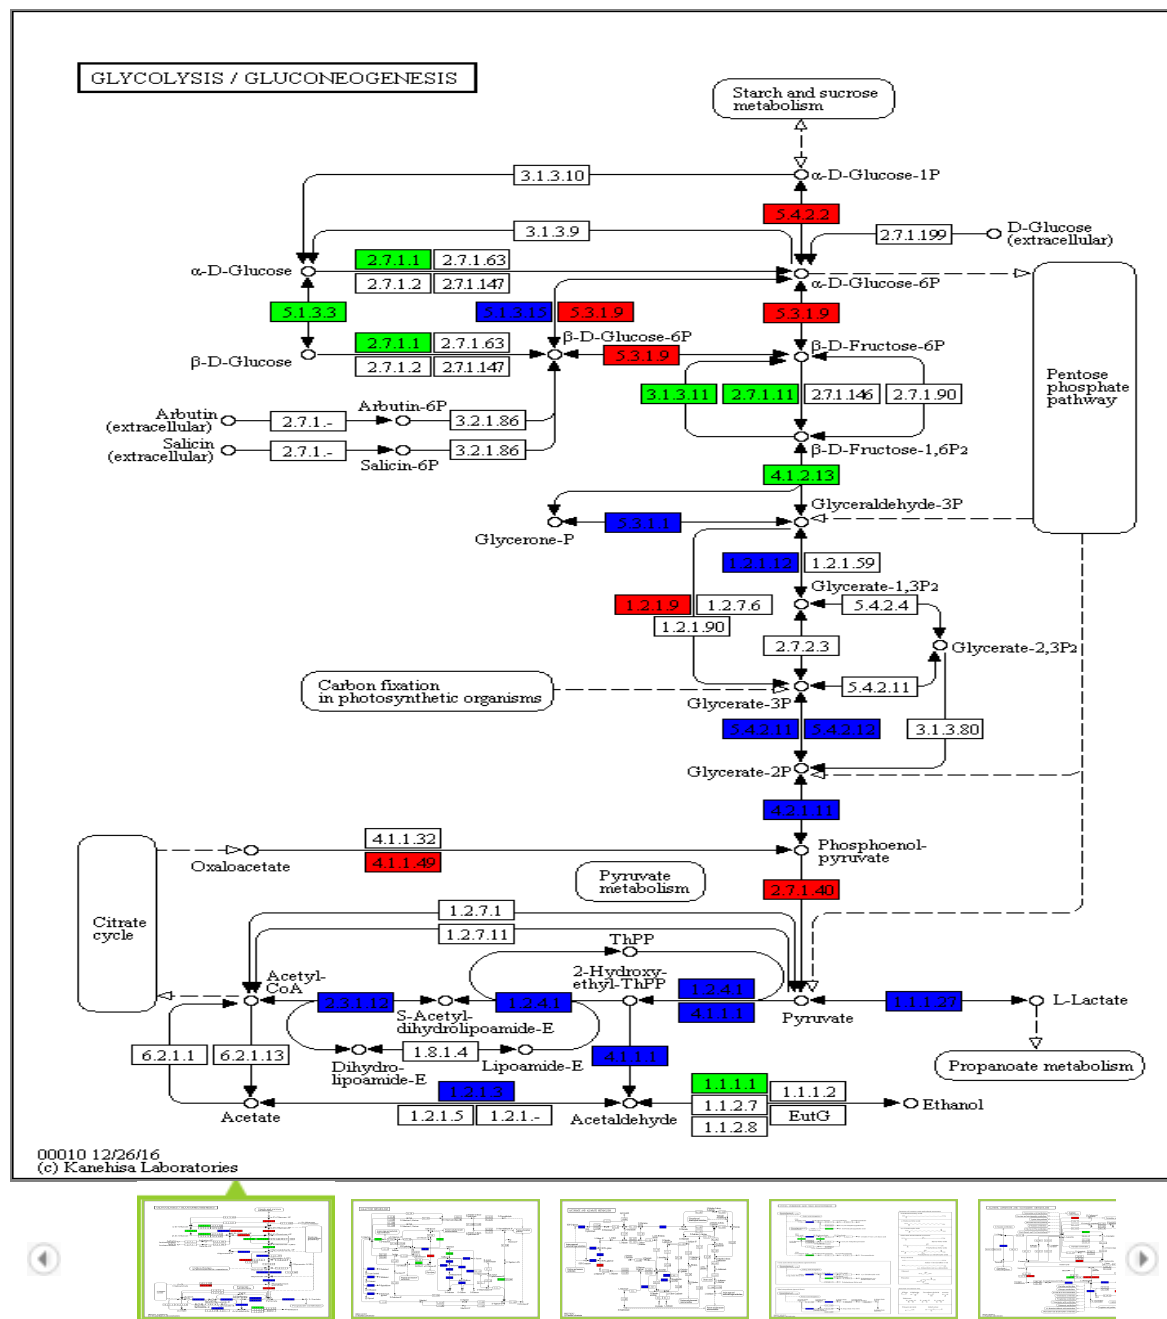 GLYCOLYSIS / GLUCONEOGENESIS
Starch and sucrose
metabolism
3.1.3.10
α-D-Glucose-1P
5.4.2.2
3.1.3.9
2.7.1.199
D-Glucose
(extracellular)
2.7.1.1
2.7.1.63
α-D-Glucose
2.7.1.2
2.7.1.147
α-D-Glucose-6P
5.1.3.3
5.1.3.15
5.3.1.9
5.3.1.9
2.7.1.1
2.7.1.63
β-D-Glucose-6P
5.3.1.9
β-D-Fructose-6P
β-D-Glucose
2.7.1.2
2.7.1.147
Pentose
phosphate
pathway
3.1.3.11
2.7.1.11
2.7.1.146
2.7.1.90
Arbutin
(extracellular)
2.7.1.-
Arbutin-6P
3.2.1.86
Salicin
(extracellular)
2.7.1.-
Salicin-6P
3.2.1.86
β-D-Fructose-1,6P2
4.1.2.13
Glyceraldehyde-3P
Glycerone-P
5.3.1.1
1.2.1.12
1.2.1.59
Glycerate-1,3P2
1.2.1.9
1.2.7.6
5.4.2.4
1.2.1.90
2.7.2.3
Glycerate-2,3P2
Carbon fixation
in photosynthetic organisms
5.4.2.11
Glycerate-3P
5.4.2.11
5.4.2.12
3.1.3.80
Glycerate-2P
4.2.1.11
4.1.1.32
Oxaloacetate
4.1.1.49
Phosphoenol-
pyruvate
Pyruvate
metabolism
2.7.1.40
Citrate
cycle
1.2.7.1
1.2.7.11
ThPP
Acetyl-
CoA
2-Hydroxy-
ethyl-ThPP
2.3.1.12
S-Acetyl-
dihydrolipoamide-E
1.2.4.1
1.2.4.1
4.1.1.1
Pyruvate
1.1.1.27
L-Lactate
6.2.1.1
6.2.1.13
Dihydro-
lipoamide-E
1.8.1.4
Lipoamide-E
4.1.1.1
Propanoate metabolism
1.2.1.3
1.1.1.1
1.1.1.2
Acetate
1.2.1.5
1.2.1.-
Acetaldehyde
1.1.2.7
EutG
Ethanol
1.1.2.8
00010 12/26/16
(c) Kanehisa Laboratories